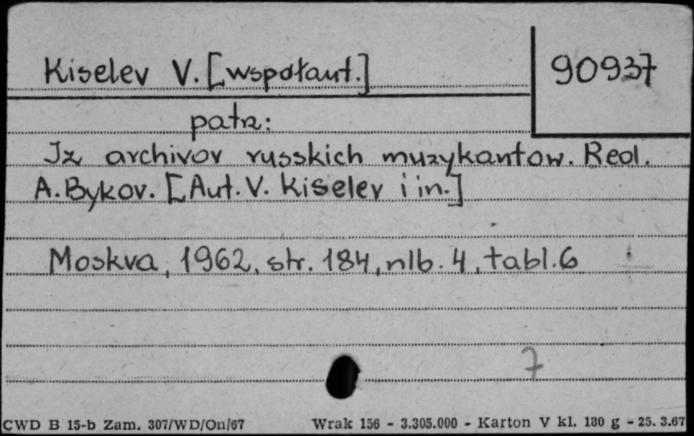 Kiselev V. [współaut.]
90937
patrz:
Iz archivov russkich muzykantow. Red.
A. Bykov. [Aut. V. Kiselev i in.]
Moskva, 1962, str. 184, nlb. 4, tabl. 6
7
CWD B 15-b Zam. 307/WD/On/67 Wrak 156 - 3.305.000 - Karton V kl. 180 g - 25. 3.67